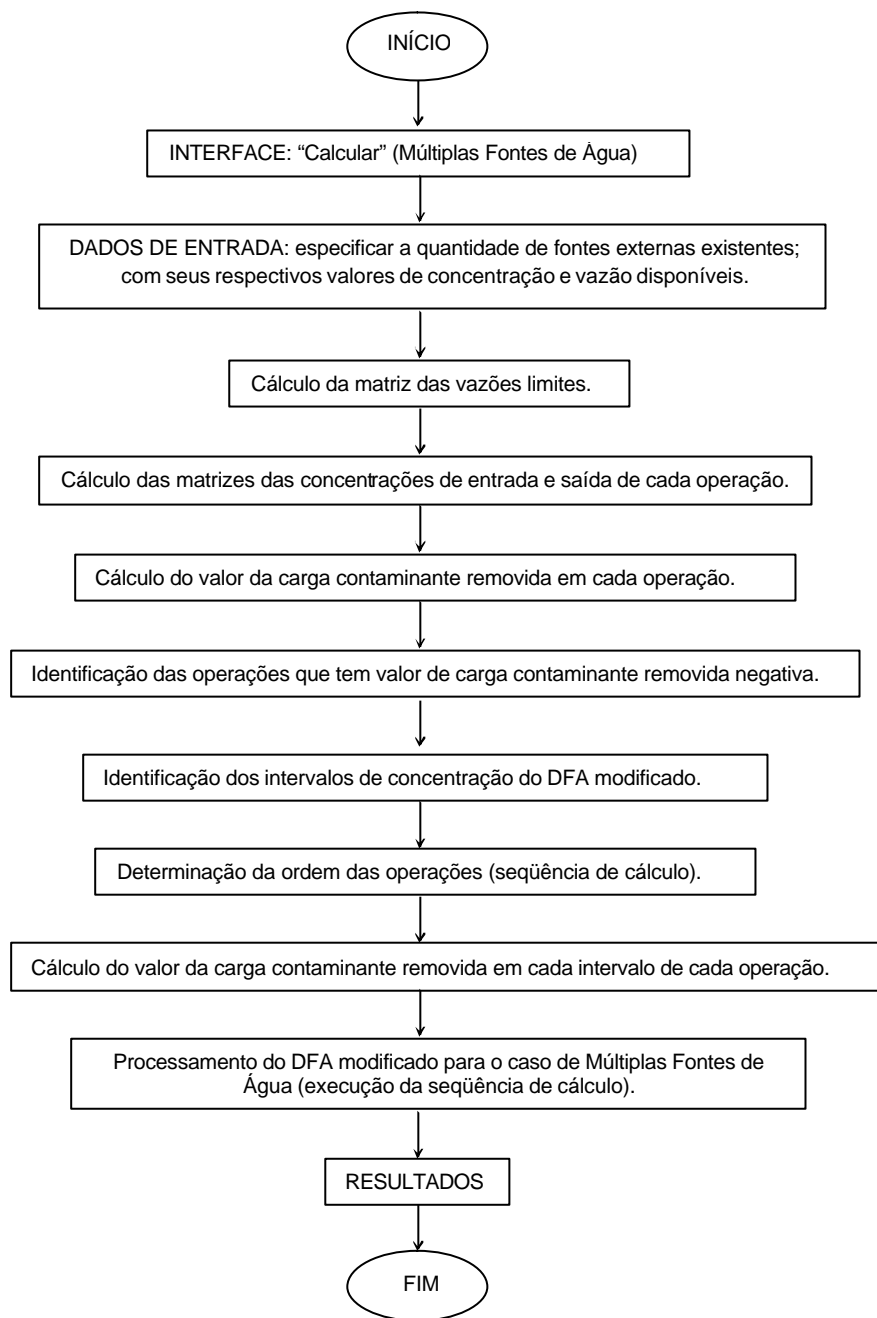 INÍCIO
INTERFACE: “Calcular” (Múltiplas Fontes de Água)
DADOS DE ENTRADA: especificar a quantidade de fontes externas existentes;
com seus respectivos valores de concentração e vazão disponíveis.
Cálculo da matriz das vazões limites.
Cálculo das matrizes das concentrações de entrada e saída de cada operação.
Cálculo do valor da carga contaminante removida em cada operação.
Identificação das operações que tem valor de carga contaminante removida negativa.
Identificação dos intervalos de concentração do DFA modificado.
Determinação da ordem das operações (seqüência de cálculo).
Cálculo do valor da carga contaminante removida em cada intervalo de cada operação.
Processamento do DFA modificado para o caso de Múltiplas Fontes de
Água (execução da seqüência de cálculo).
RESULTADOS
FIM